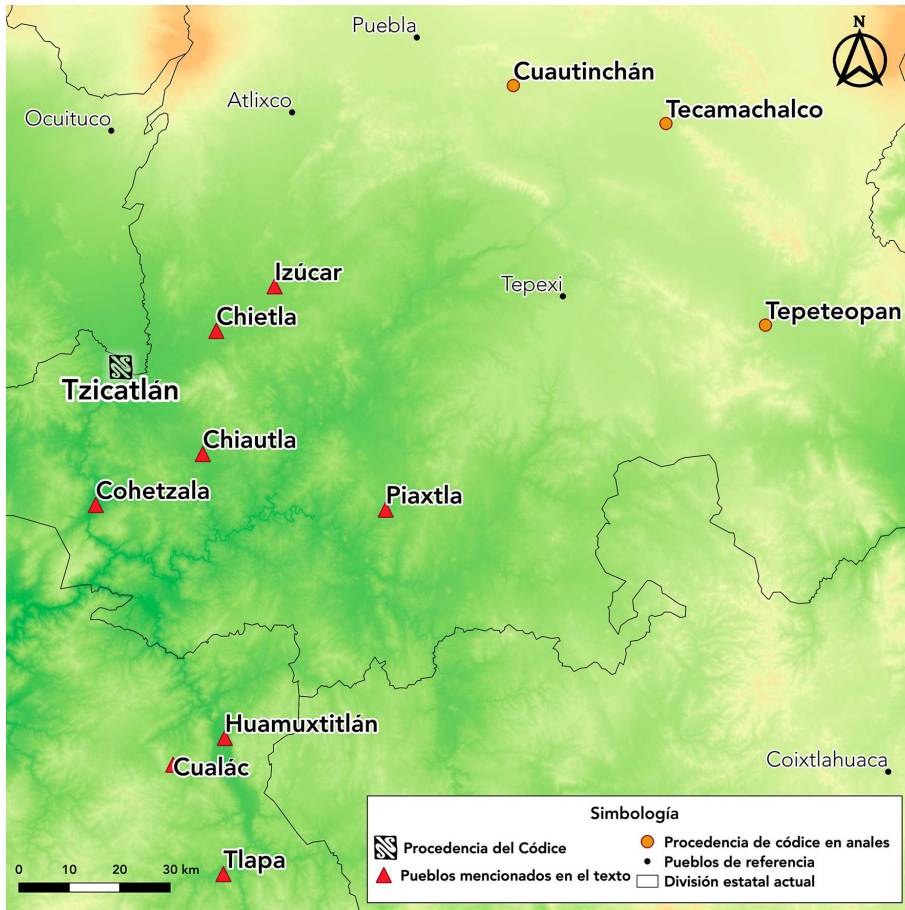 N
Puebla
Cuautinchán
Atlixco
Tecamachalco
Ocuituco
Izúcar
Tepexi
Chietla
Tepeteopan
Tzicatlán
Chiautla
Cohetzala
Piaxtla
Huamuxtitlán
Cualác
Coixtlahuaca
Tlapa
0 10 20 30 km
Simbología
Procedencia del Códice
Pueblos mencionados en el texto
Procedencia de códice en anales
Pueblos de referencia
División estatal actual